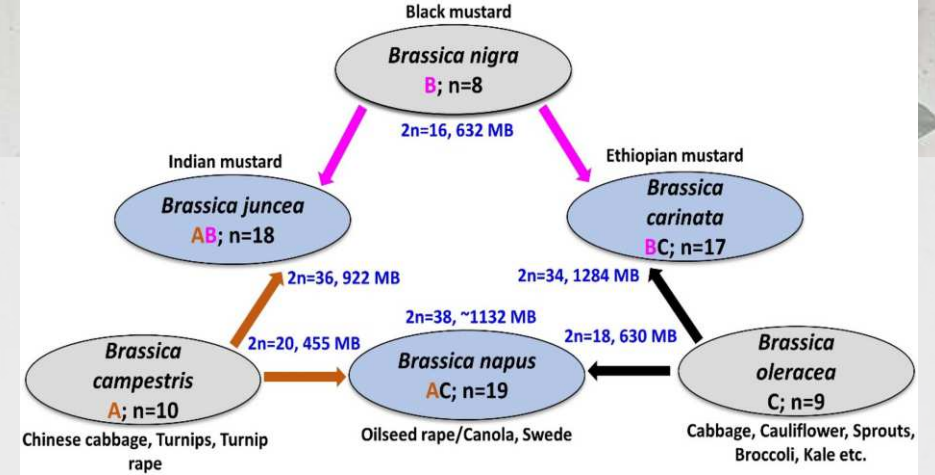 Black mustard
Brassica nigra
B; n=8
2n=16, 632 MB
Indian mustard
Brassica juncea
AB; n=18
2n=36, 922 MB
Ethiopian mustard
Brassica
carinata
BC; n=17
2n=34, 1284 MB
Brassica
campestris
A; n=10
2n=20, 455 MB
Chinese cabbage, Turnips, Turnip
rape
2n=38, ~1132 MB
Brassica napus
AC; n=19
Oilseed rape/Canola, Swede
2n=18, 630 MB
Brassica
oleracea
C; n=9
Cabbage, Cauliflower, Sprouts,
Broccoli, Kale etc.